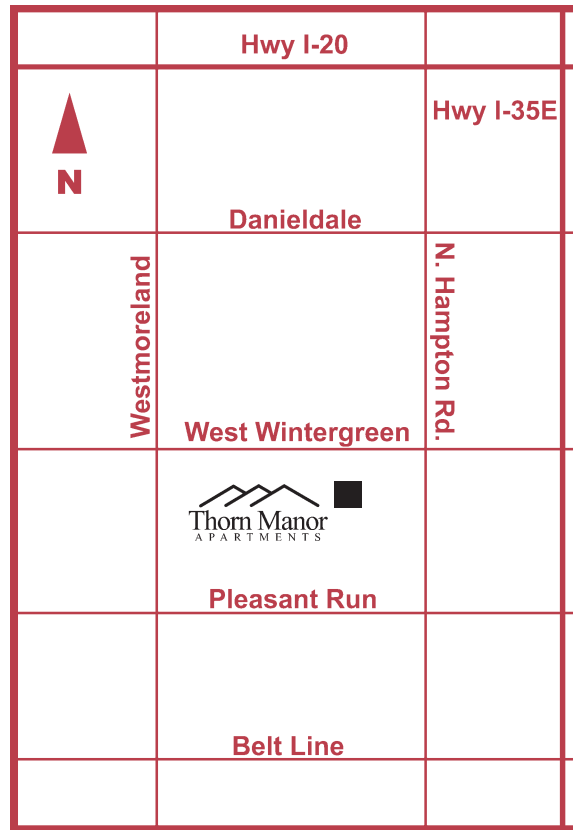 Hwy I-20
Hwy I-35E
N
Danieldale
Westmoreland
N. Hampton Rd.
West Wintergreen
Thorn Manor
APARTMENTS
Pleasant Run
Belt Line